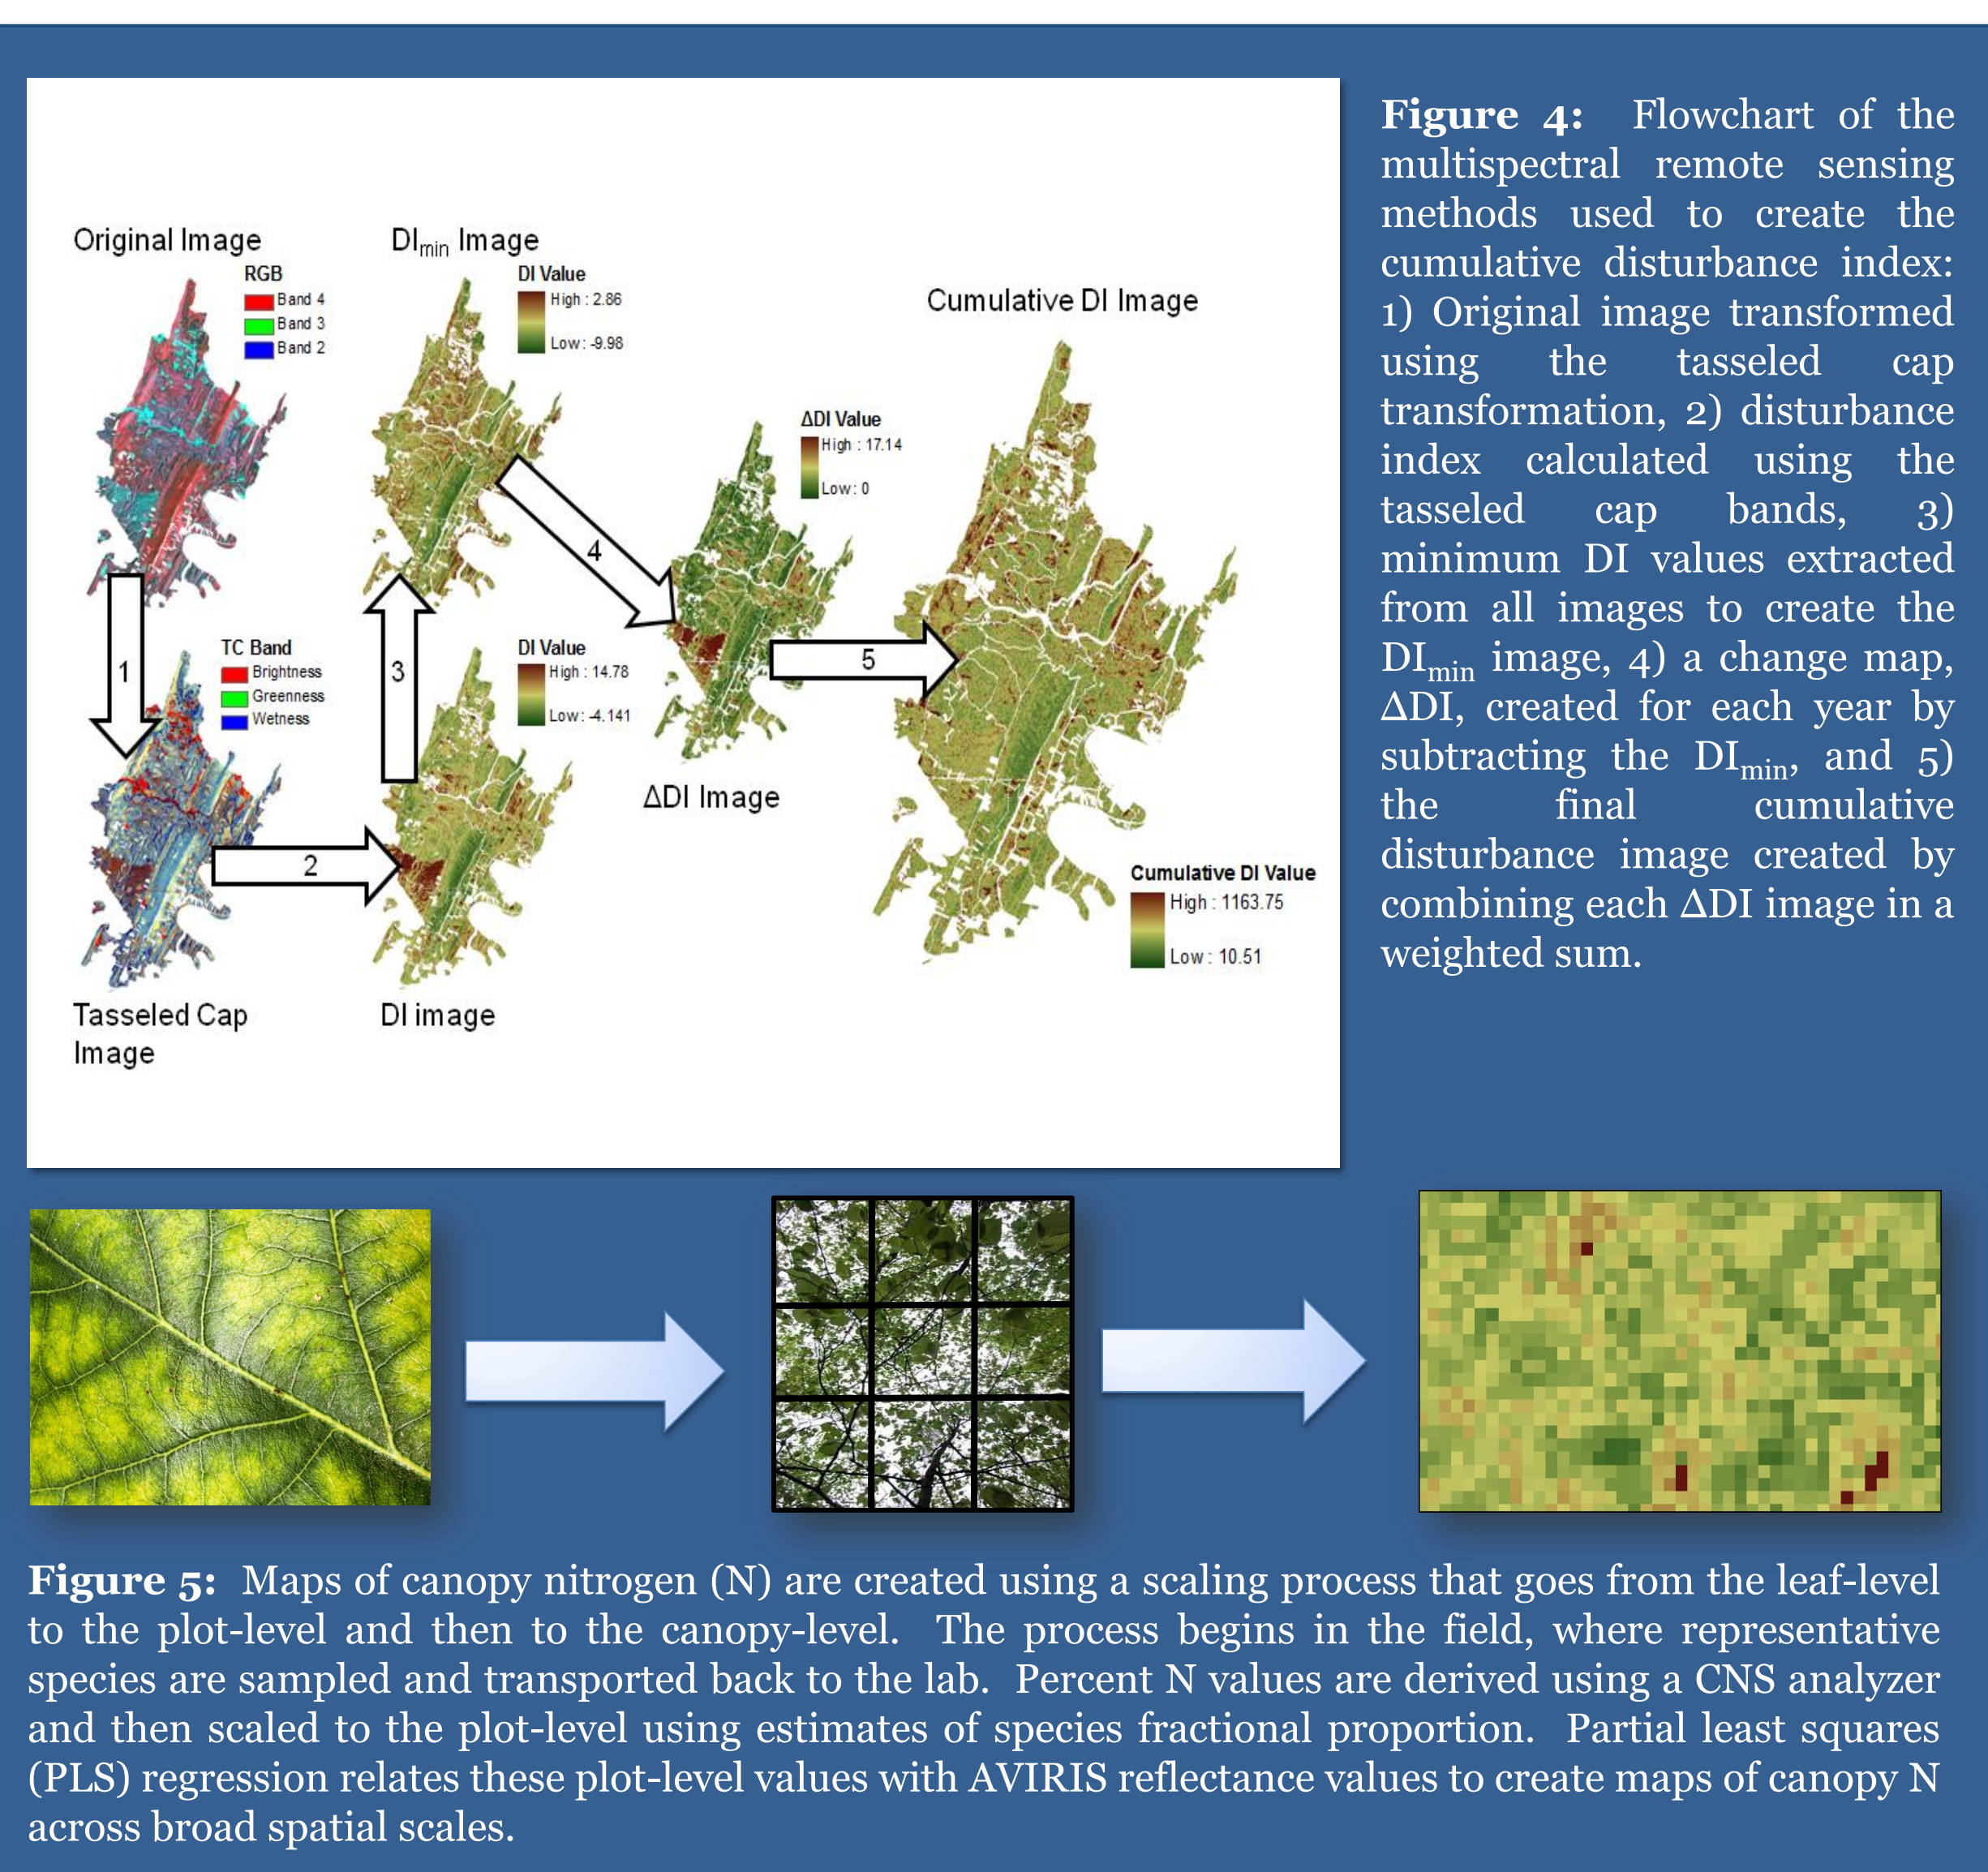 Original Image
RGB
Band 4
Band 3
Band 2
DImin Image
DI Value
High : 2.86
Low : -9.98
Cumulative DI Image
ΔDI Value
High : 17.14
Low : 0
4
1
TC Band
Brightness
Greenness
Wetness
3
DI Value
High : 14.78
Low : -4.141
5
ΔDI Image
2
Cumulative DI Value
High : 1163.75
Low : 10.51
Tasseled Cap
Image
DI image
Figure 4: Flowchart of the
multispectral remote sensing
methods used to create the
cumulative disturbance index:
1) Original image transformed
using the tasseled cap
transformation, 2) disturbance
index calculated using the
tasseled cap bands, 3)
minimum DI values extracted
from all images to create the
DImin image, 4) a change map,
ΔDI, created for each year by
subtracting the DImin, and 5)
the final cumulative
disturbance image created by
combining each ΔDI image in a
weighted sum.
Figure 5: Maps of canopy nitrogen (N) are created using a scaling process that goes from the leaf-level
to the plot-level and then to the canopy-level. The process begins in the field, where representative
species are sampled and transported back to the lab. Percent N values are derived using a CNS analyzer
and then scaled to the plot-level using estimates of species fractional proportion. Partial least squares
(PLS) regression relates these plot-level values with AVIRIS reflectance values to create maps of canopy N
across broad spatial scales.